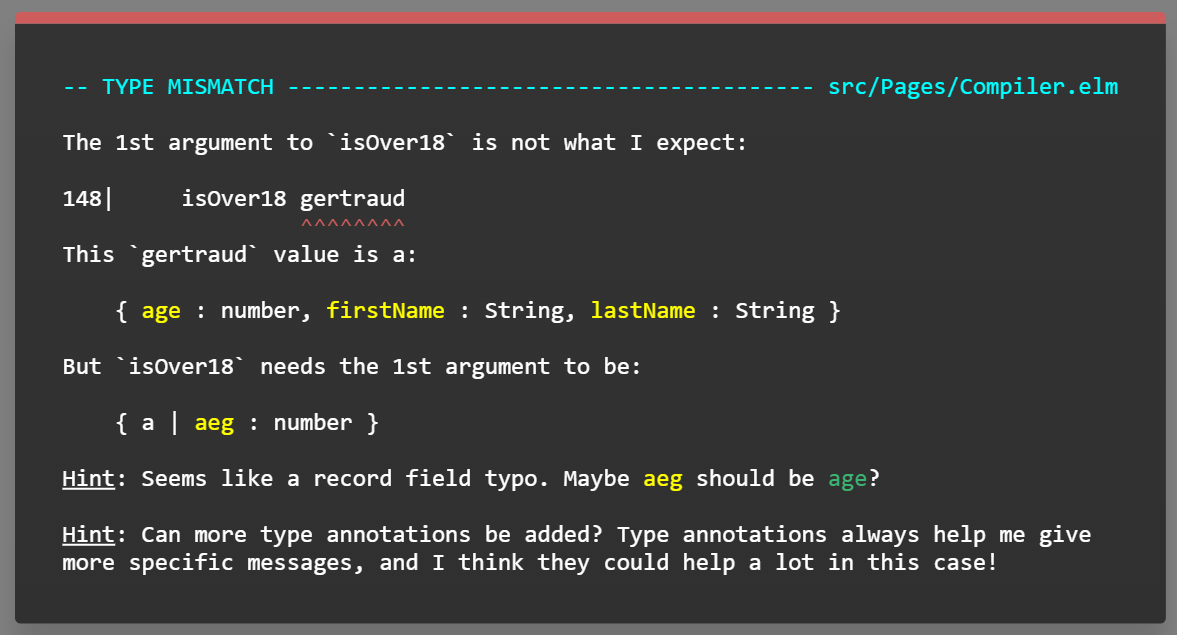 -- TYPE MISMATCH ---------------------------------------- src/Pages/Compiler.elm
The 1st argument to `isOver18` is not what I expect:
148|     isOver18 gertraud
                  ^^^^^^^^
This `gertraud` value is a:
    { age : number, firstName : String, lastName : String }
But `isOver18` needs the 1st argument to be:
    { a | aeg : number }
Hint: Seems like a record field typo. Maybe aeg should be age?
Hint: Can more type annotations be added? Type annotations always help me give
more specific messages, and I think they could help a lot in this case!